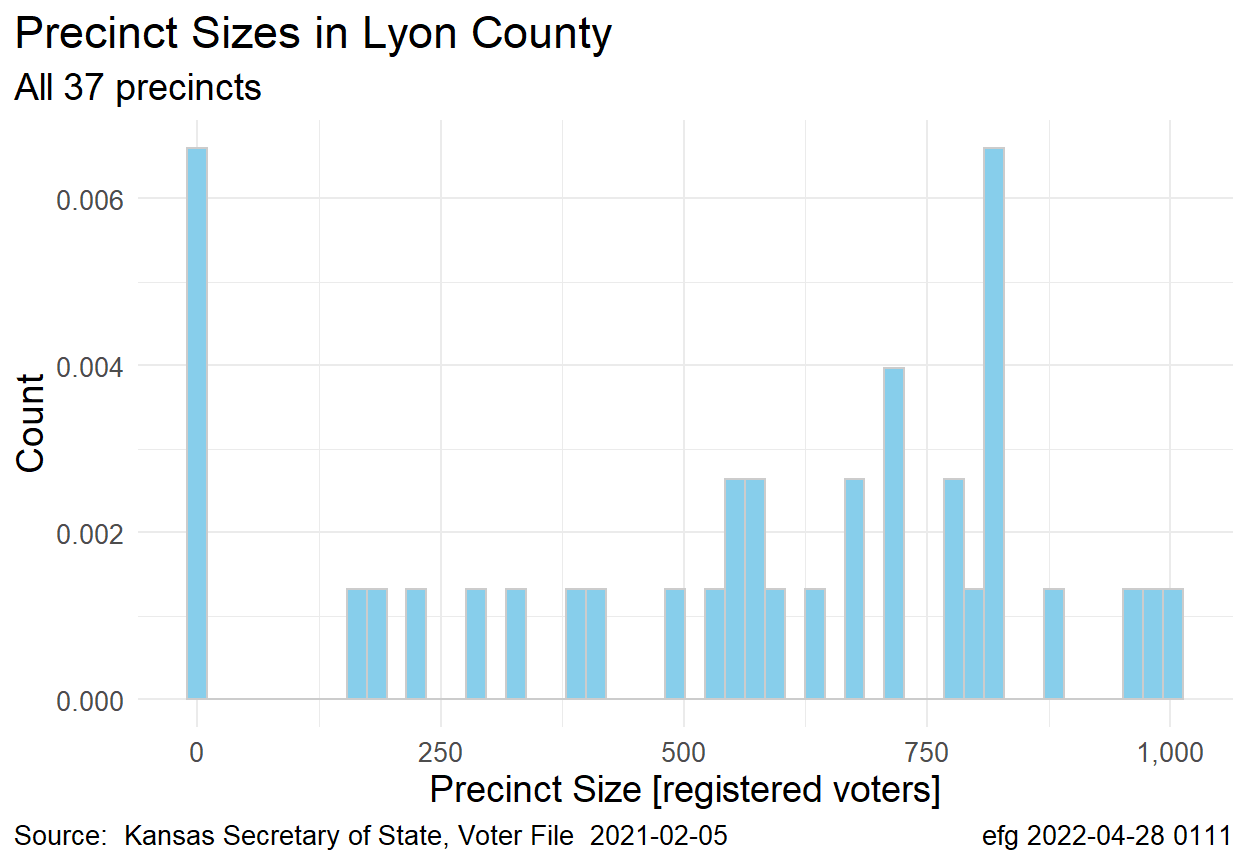 Precinct Sizes in Lyon County
All 37 precincts
Count
0.006
0.004
0.002
0.000
0 250 500 750 1,000
Precinct Size [registered voters]
Source:  Kansas Secretary of State, Voter File  2021-02-05
efg 2022-04-28 0111